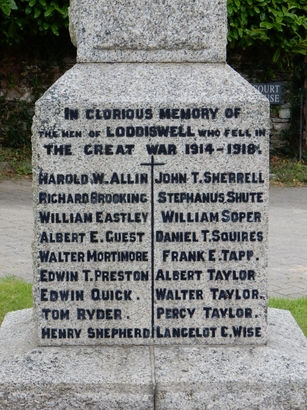 IN GLORIOUS MEMORY OF
THE MEN OF LODDISWELL WHO FELL IN
THE GREAT WAR 1914-1918.
HAROLD W. ALLIN
RICHARD BROOKING
WILLIAM EASTLEY
ALBERT E. GUEST
WALTER MORTIMORE
EDWIN T. PRESTON
EDWIN QUICK.
TOM RYDER.
HENRY SHEPHERD
JOHN T. SHERRELL
STEPHANUS SHUTE
WILLIAM SOPER
DANIEL T. SQUIRES
FRANK E. TAPP.
ALBERT TAYLOR
WALTER TAYLOR.
PERCY TAYLOR.
LANCELOT C. WISE
COURT